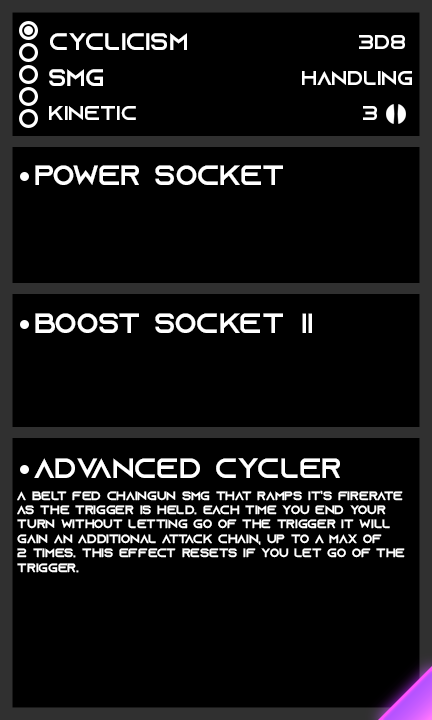 CYCLICISM 3D8
SMG HANDLING
KINETIC 3
•POWER SOCKET
•BOOST SOCKET II
•ADVANCED CYCLER
A BELT FED CHAINGUN SMG THAT RAMPS IT'S FIRERATE
AS THE TRIGGER IS HELD. EACH TIME YOU END YOUR
TURN WITHOUT LETTING GO OF THE TRIGGER IT WILL
GAIN AN ADDITIONAL ATTACK CHAIN, UP TO A MAX OF
2 TIMES. THIS EFFECT RESETS IF YOU LET GO OF THE
TRIGGER.